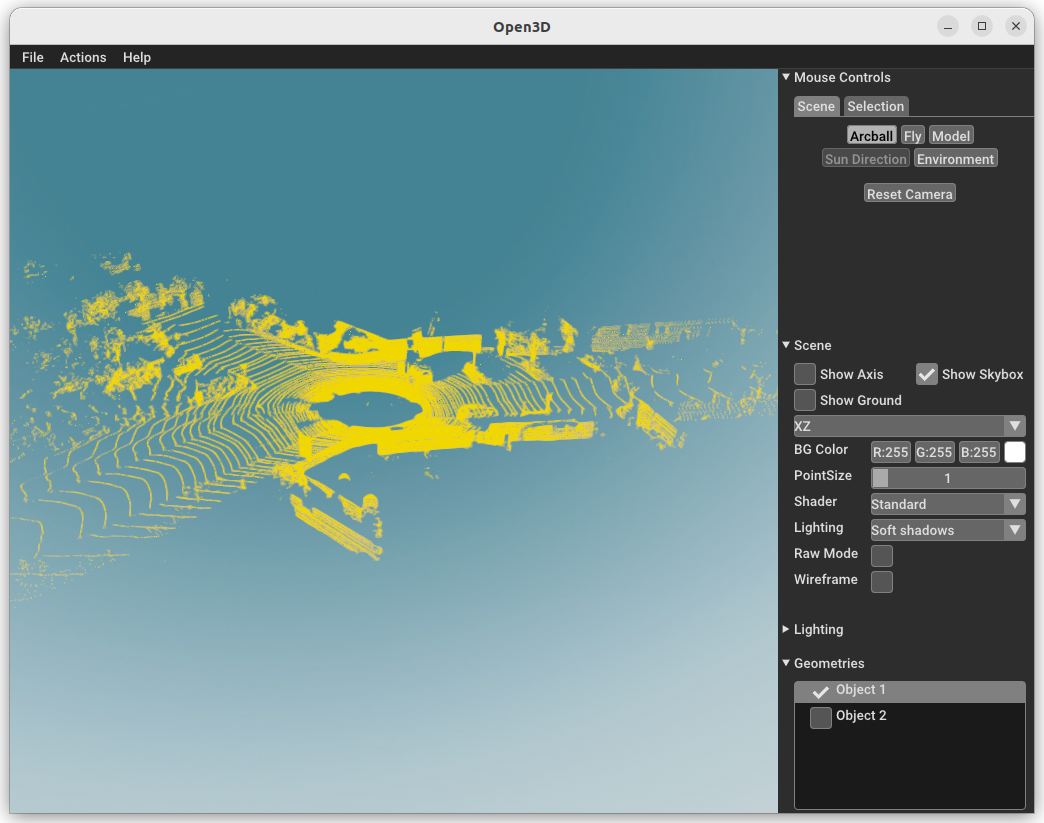 Open3D
File Actions Help
Mouse Controls
Scene Selection
Arcball Fly Model
Sun Direction Environment
Reset Camera
Scene
Show Axis Show Skybox
Show Ground
XZ
BG Color R:255 G:255 B:255
PointSize 1
Shader Standard
Lighting Soft shadows
Raw Mode
Wireframe
Lighting
Geometries
Object 1
Object 2